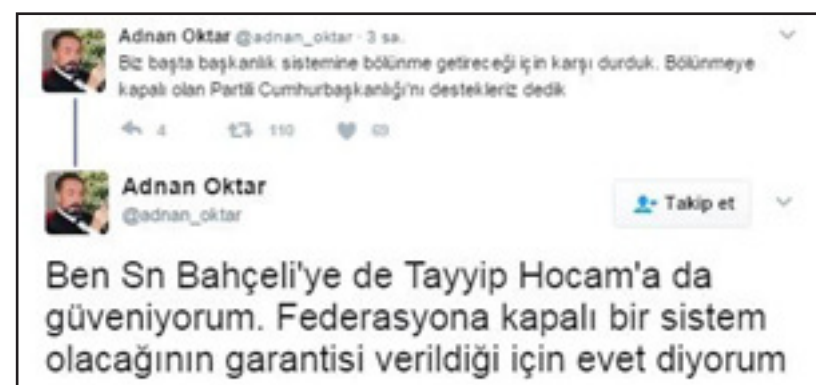 Adnan Oktar @adnan_oktar · 3 sa.
Biz başta başkanlık sistemine bölünme getireceği için karşı durduk. Bölünmeye
kapalı olan Partili Cumhurbaşkanlığı'nı destekleriz dedik
4 110 69
Adnan Oktar
@adnan_oktar
Takip et
Ben Sn Bahçeli'ye de Tayyip Hocam'a da
güveniyorum. Federasyona kapalı bir sistem
olacağının garantisi verildiği için evet diyorum